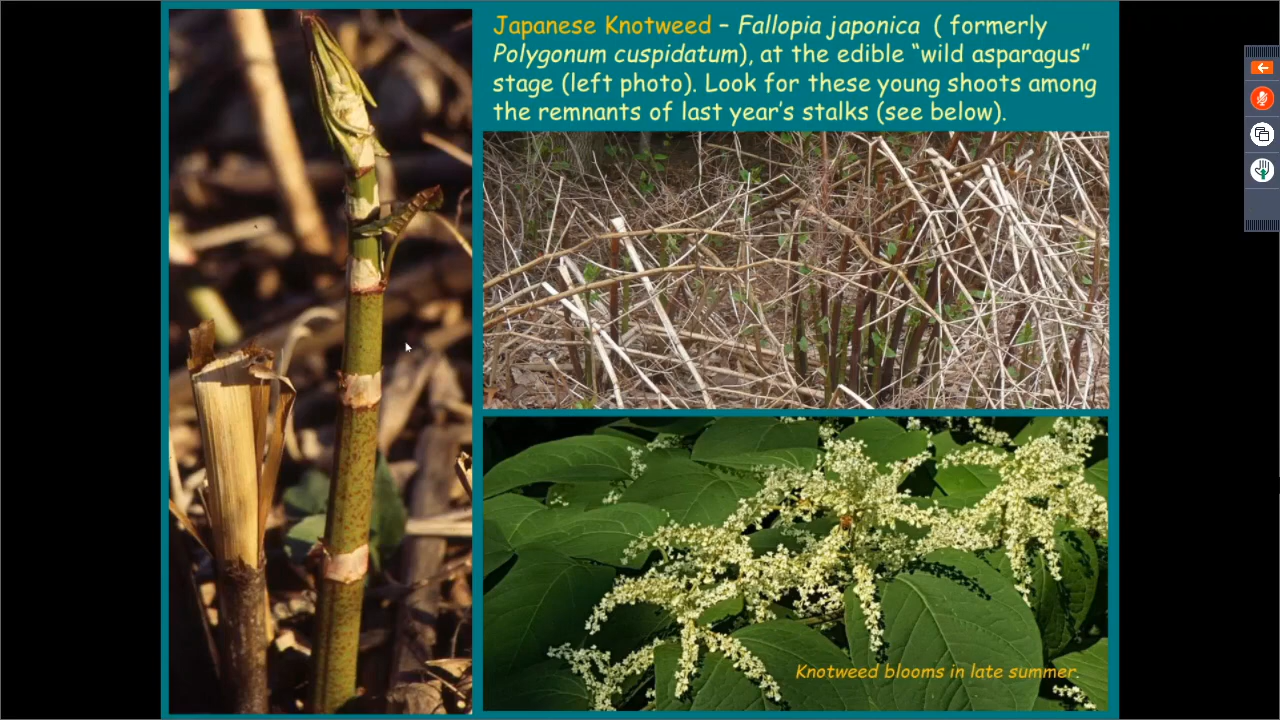 Japanese Knotweed – Fallopia japonica ( formerly
Polygonum cuspidatum), at the edible “wild asparagus”
stage (left photo). Look for these young shoots among
the remnants of last year’s stalks (see below).
Knotweed blooms in late summer.